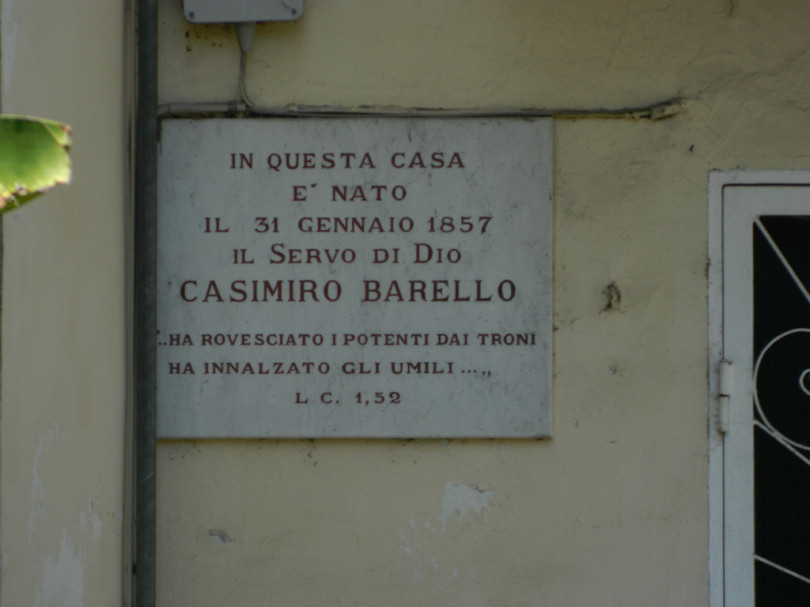 IN QUESTA CASA
E' NATO
IL 31 GENNAIO 1857
IL SERVO DI DIO
CASIMIRO BARELLO
"..HA ROVESCIATO I POTENTI DAI TRONI
HA INNALZATO GLI UMILI ...„
L C. 1,52